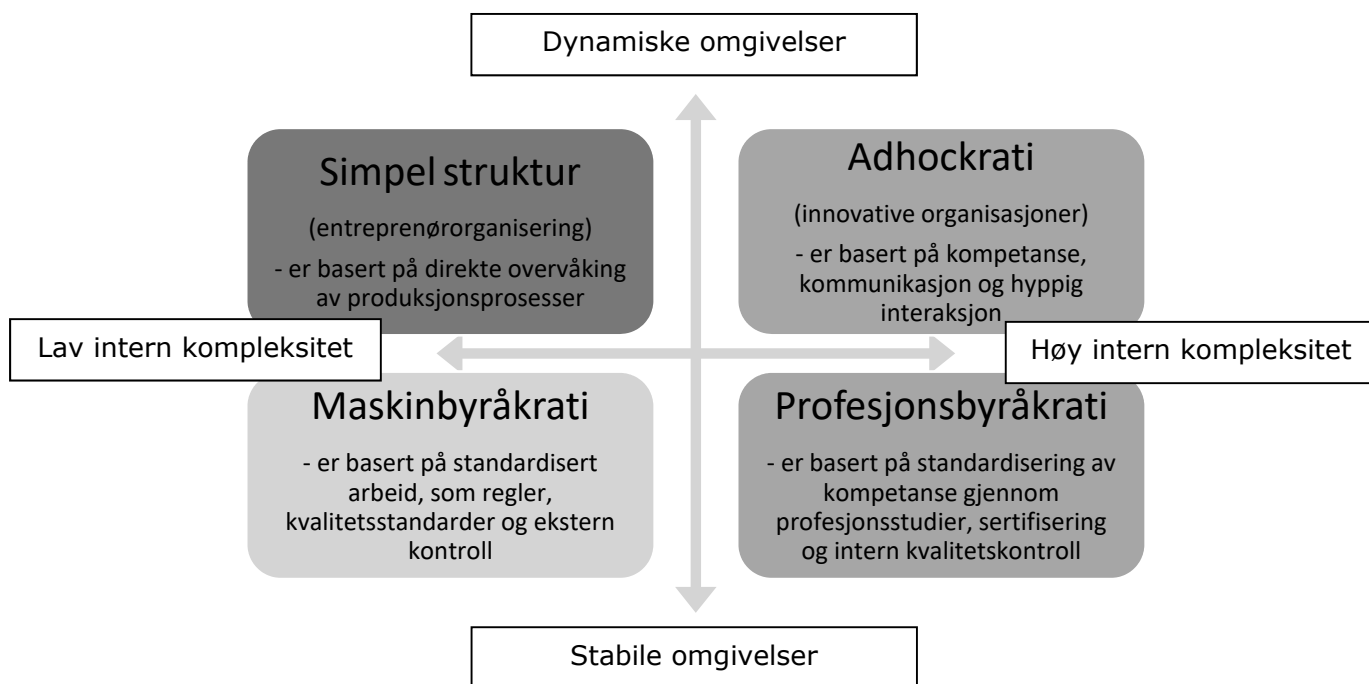 Dynamiske omgivelser
Simpel struktur
(entreprenørorganisering)
- er basert på direkte overvåking
av produksjonsprosesser
Adhockrati
(innovative organisasjoner)
- er basert på kompetanse,
kommunikasjon og hyppig
interaksjon
Lav intern kompleksitet
Høy intern kompleksitet
Maskinbyråkrati
- er basert på standardisert
arbeid, som regler,
kvalitetsstandarder og ekstern
kontroll
Profesjonsbyråkrati
- er basert på standardisering av
kompetanse gjennom
profesjonsstudier, sertifisering
og intern kvalitetskontroll
Stabile omgivelser